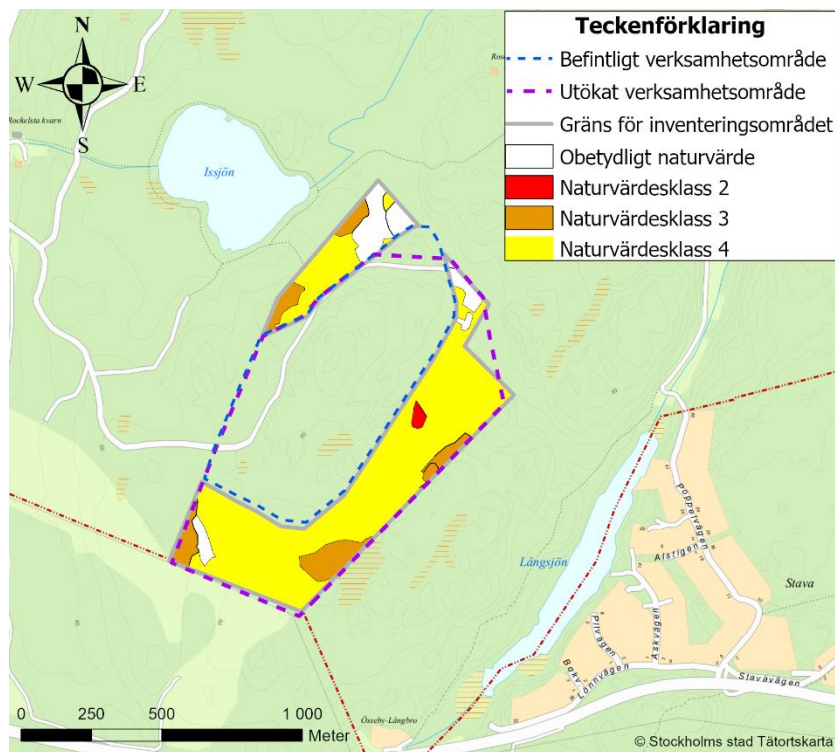 Teckenförklaring
Befintligt verksamhetsområde
Utökat verksamhetsområde
Gräns för inventeringsområdet
Obetydligt naturvärde
Naturvärdesklass 2
Naturvärdesklass 3
Naturvärdesklass 4
N
W E
S
Rockelsta kvarn
Ros
Issjön
Långsjön
Poppelvägen
Alstigen
Askvägen
Pilvägen
Bokv
Lönnvägen
Stavavägen
Stava
Össeby-Långbro
0 250 500 1 000
Meter
© Stockholms stad Tätortskarta